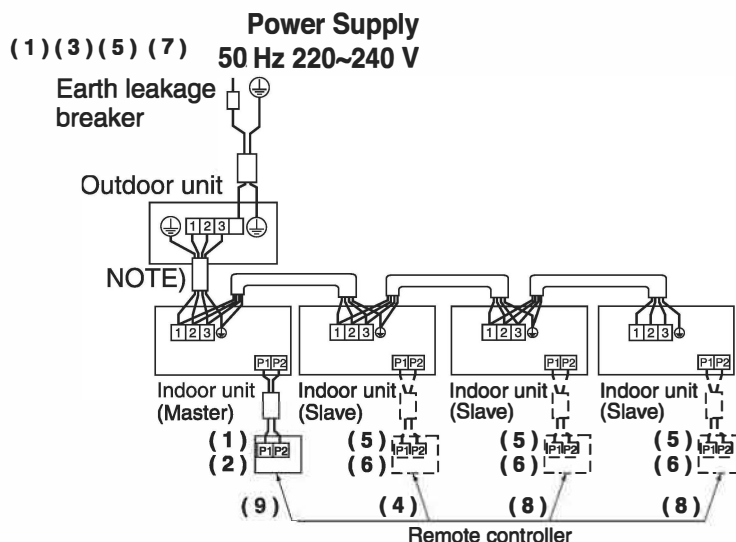 Power Supply
(1)(3)(5)(7)
50 Hz 220~240 V
Earth leakage
breaker
Outdoor unit
1 2 3
NOTE)
1 2 3
1 2 3
1 2 3
1 2 3
P1 P2
P1 P2
P1 P2
P1 P2
Indoor unit
(Master)
Indoor unit
(Slave)
Indoor unit
(Slave)
Indoor unit
(Slave)
(1)
(2)
P1 P2
(5)
(6)
P1 P2
(5)
(6)
P1 P2
(5)
(6)
P1 P2
(9)
(4)
(8)
(8)
Remote controller